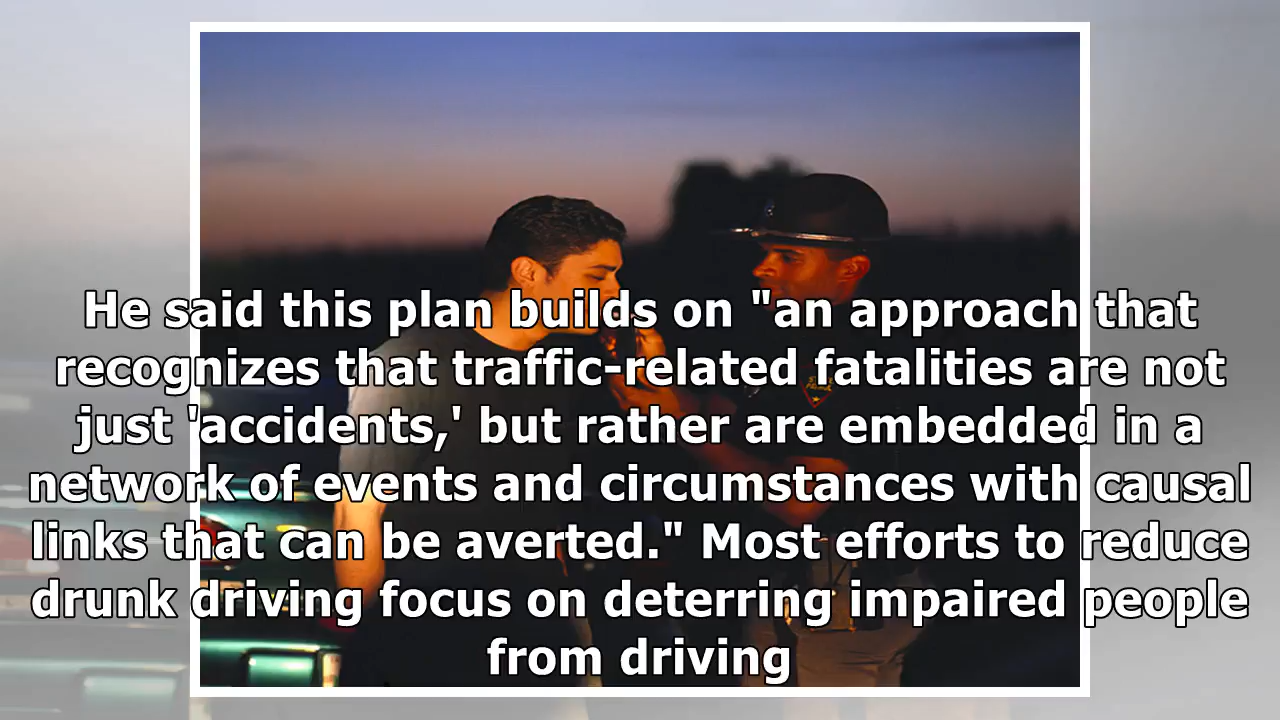 He said this plan builds on "an approach that
recognizes that traffic-related fatalities are not
just 'accidents,' but rather are embedded in a
network of events and circumstances with causal
links that can be averted." Most efforts to reduce
drunk driving focus on deterring impaired people
from driving